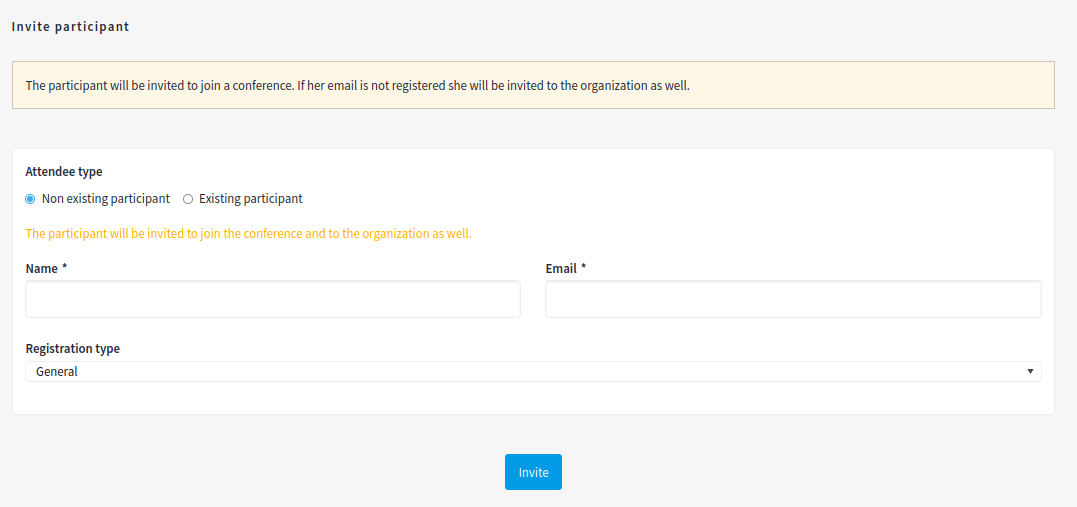 Invite participant
The participant will be invited to join a conference. If her email is not registered she will be invited to the organization as well.
Attendee type
Non existing participant Existing participant
The participant will be invited to join the conference and to the organization as well.
Name * Email *
Registration type
General
Invite